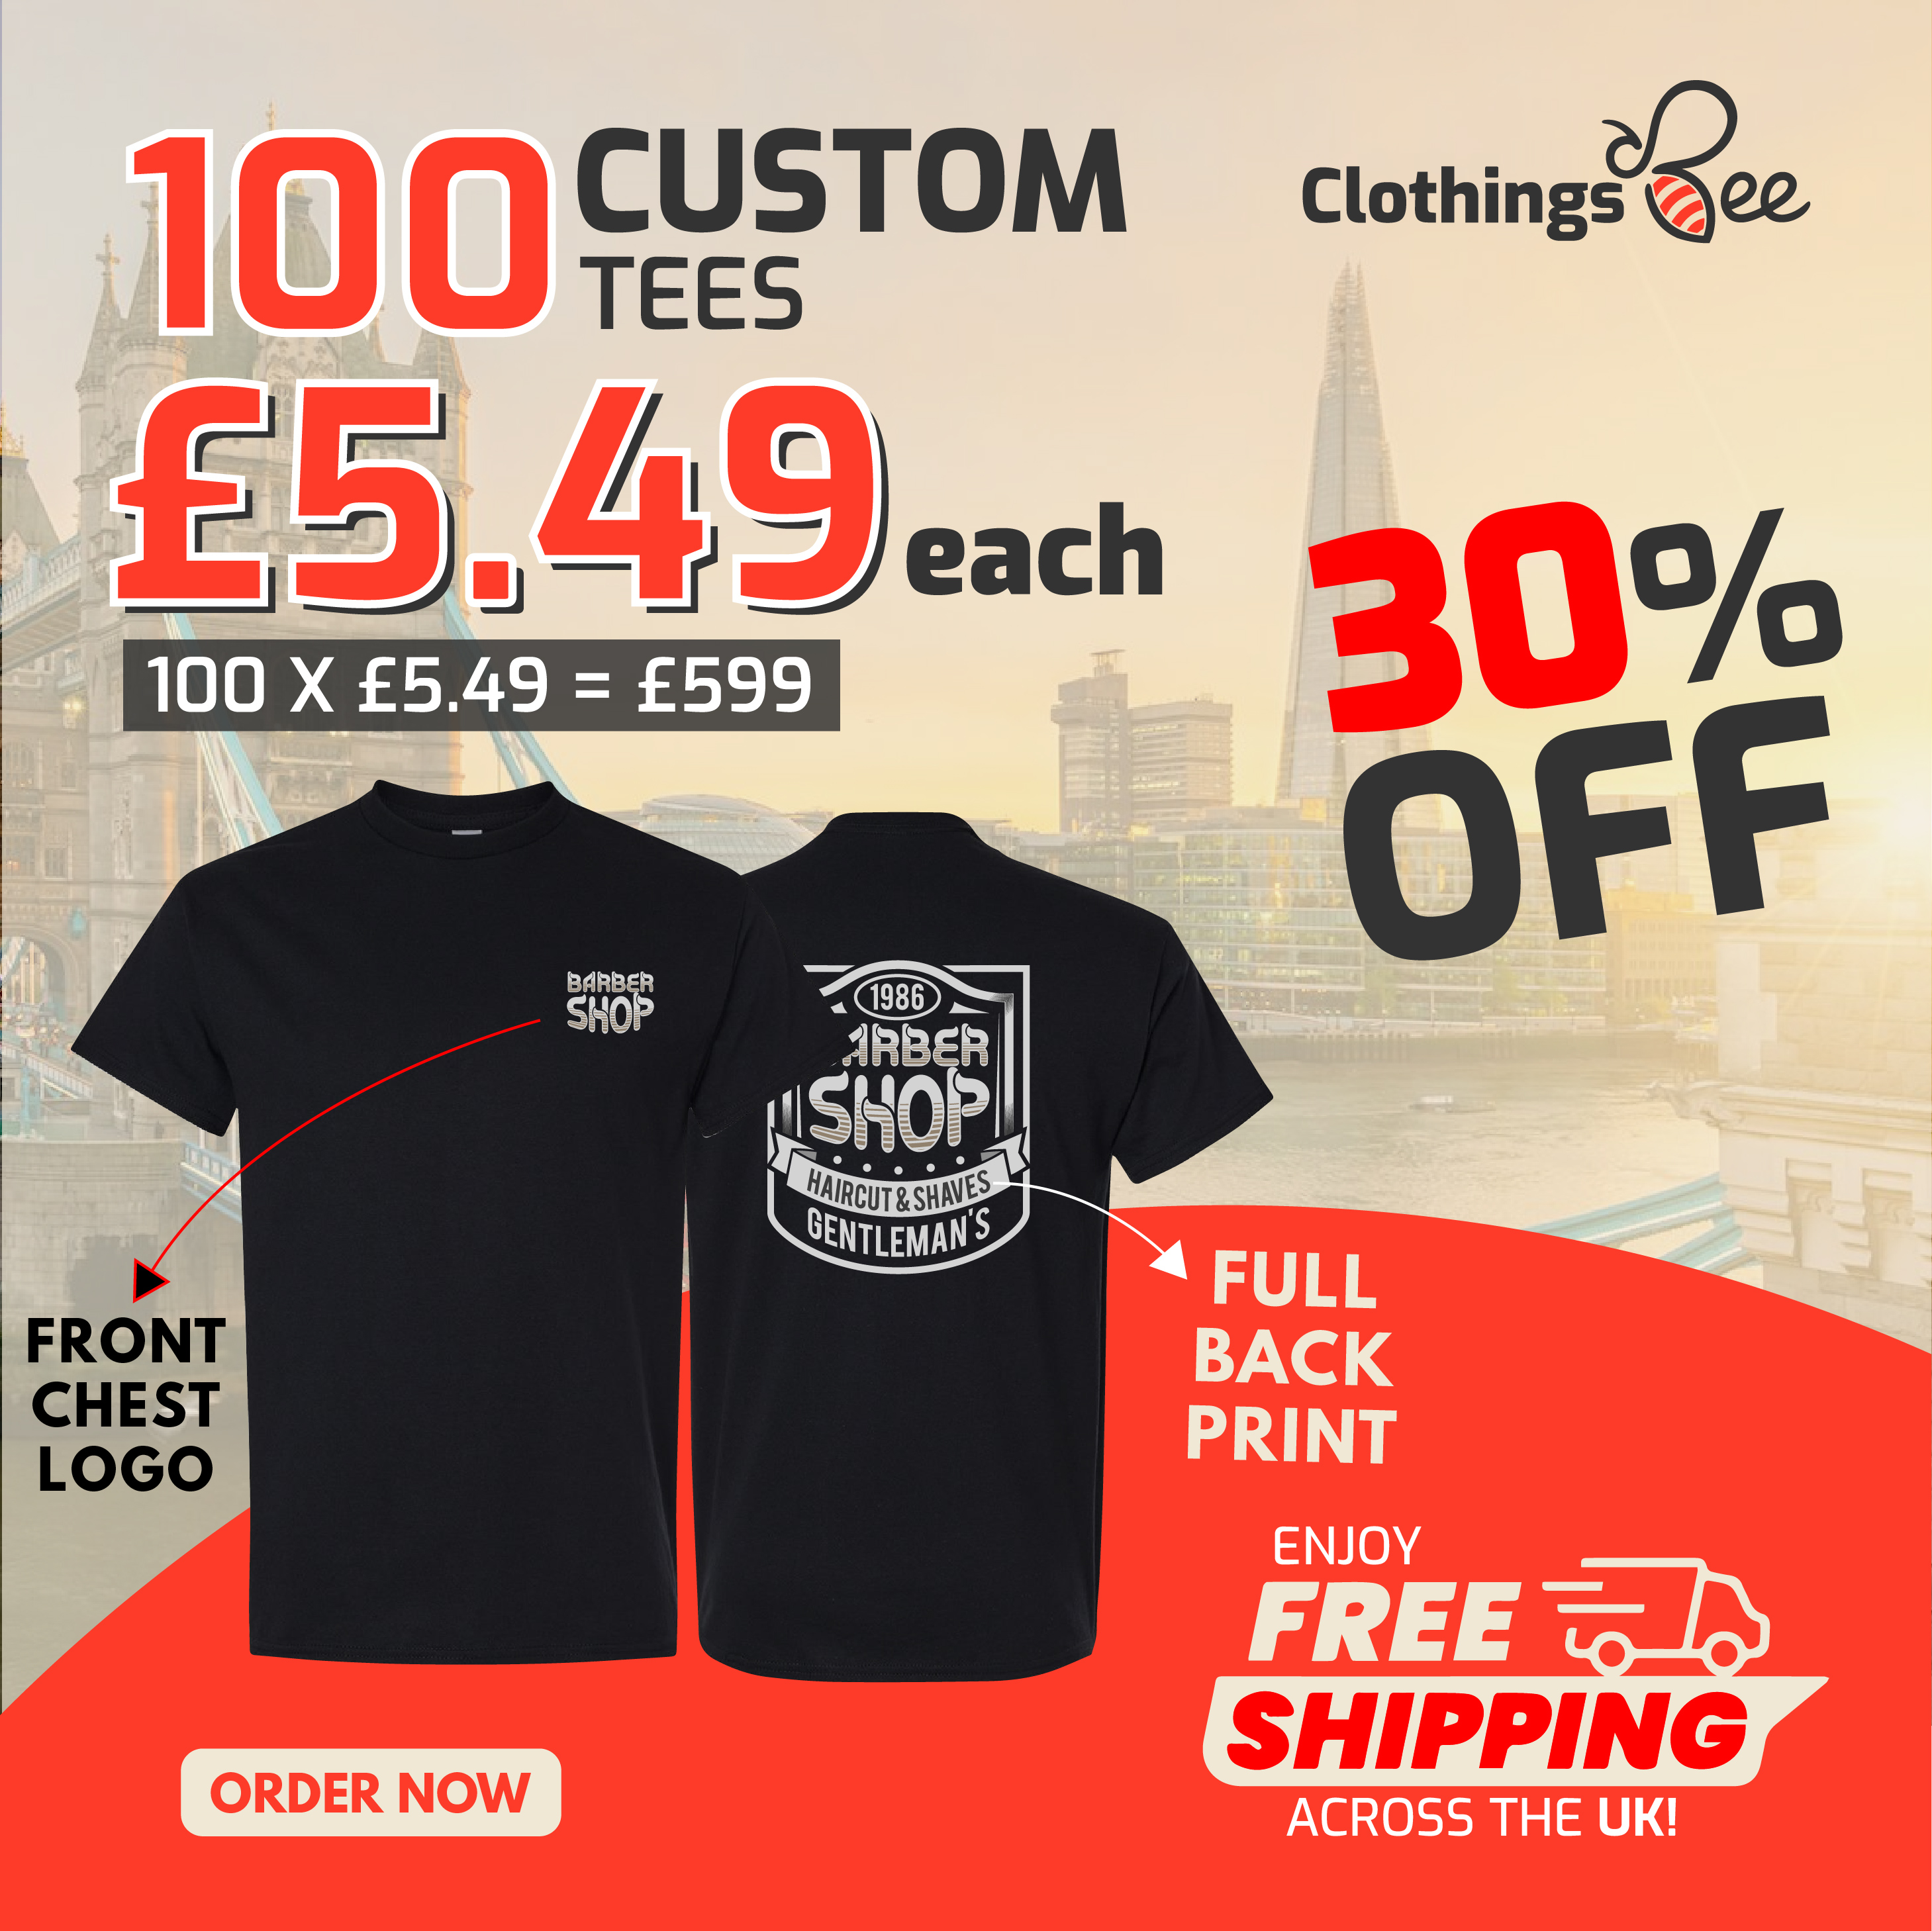 100 CUSTOM
TEES
Clothings Bee
£5.49 each
100 X £5.49 = £599
30%
OFF
BARBER
SHOP
1986
ARBER
SHOP
HAIRCUT & SHAVES
GENTLEMAN'S
FRONT
CHEST
LOGO
FULL
BACK
PRINT
ENJOY
FREE
SHIPPING
ACROSS THE UK!
ORDER NOW